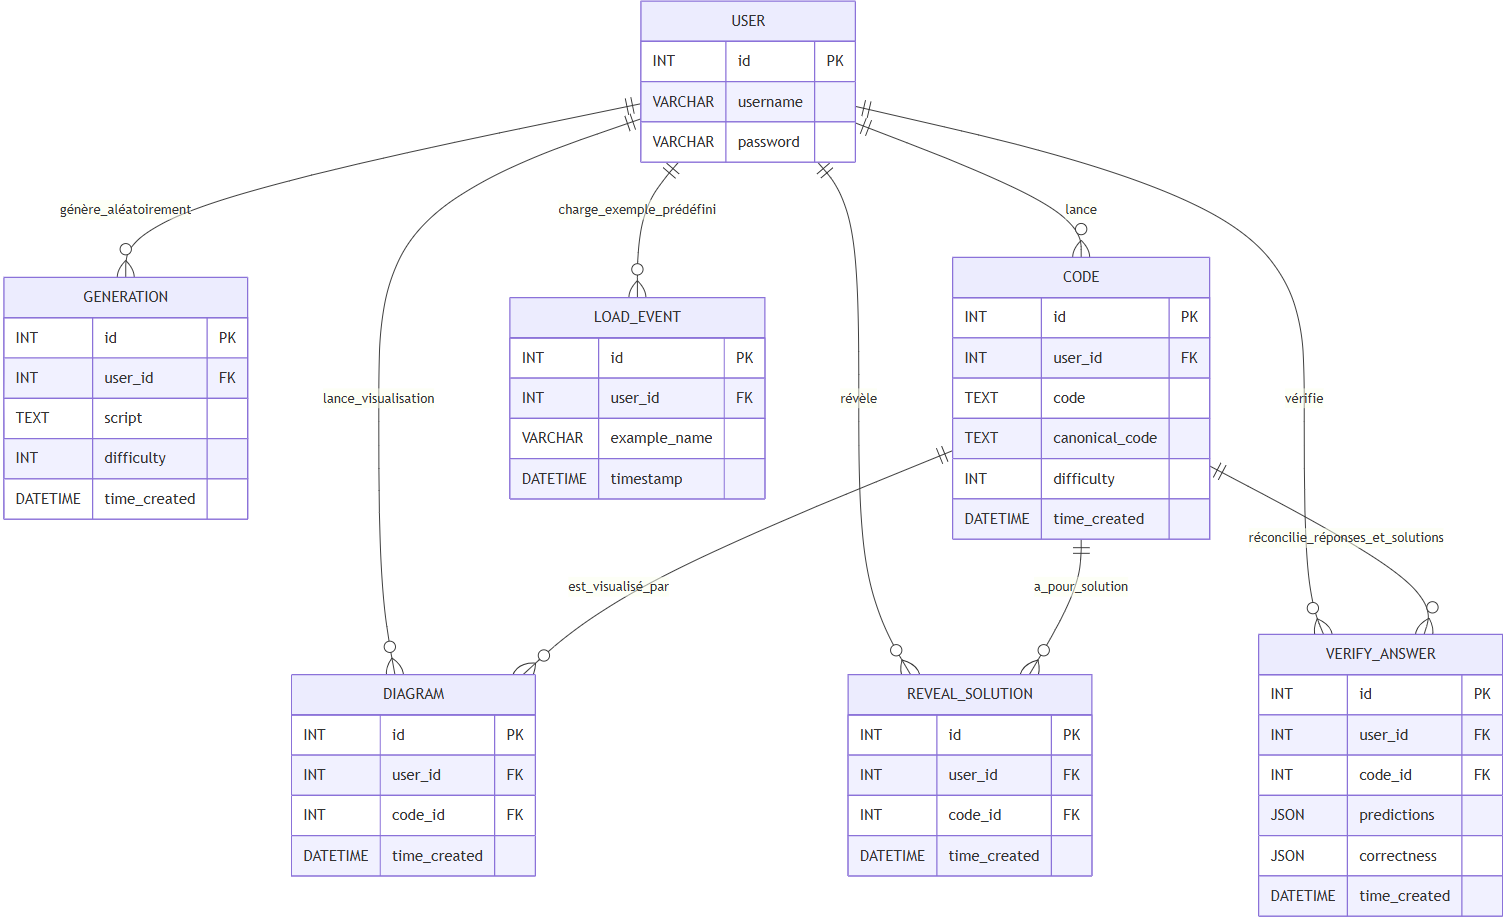 USER
INT id PK
VARCHAR username
VARCHAR password
génère_aléatoirement
charge_exemple_prédéfini
lance
GENERATION
INT id PK
INT user_id FK
TEXT script
INT difficulty
DATETIME time_created
lance_visualisation
LOAD_EVENT
INT id PK
INT user_id FK
VARCHAR example_name
DATETIME timestamp
révèle
CODE
INT id PK
INT user_id FK
TEXT code
TEXT canonical_code
INT difficulty
DATETIME time_created
vérifie
réconcilie_réponses_et_solutions
est_visualisé_par
a_pour_solution
DIAGRAM
INT id PK
INT user_id FK
INT code_id FK
DATETIME time_created
REVEAL_SOLUTION
INT id PK
INT user_id FK
INT code_id FK
DATETIME time_created
VERIFY_ANSWER
INT id PK
INT user_id FK
INT code_id FK
JSON predictions
JSON correctness
DATETIME time_created